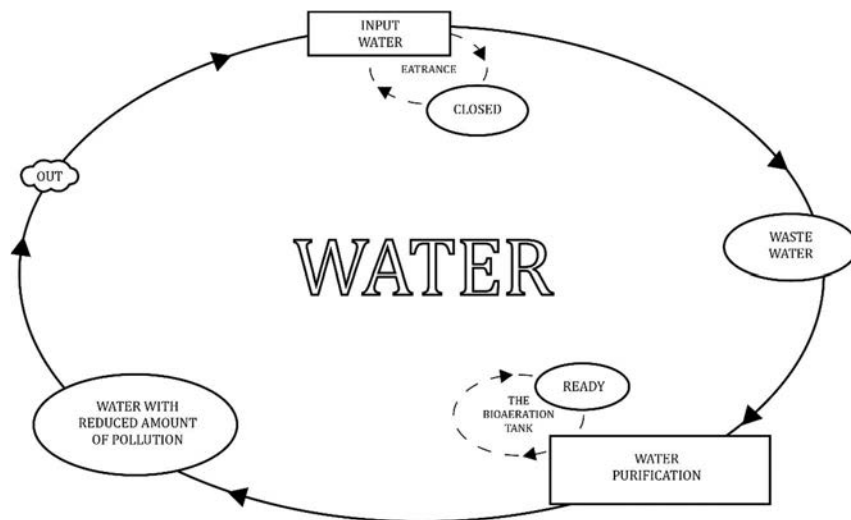 INPUT
WATER
EATRANCE
CLOSED
OUT
WASTE
WATER
WATER
READY
THE
BIOAERATION
TANK
WATER WITH
REDUCED AMOUNT
OF POLLUTION
WATER
PURIFICATION